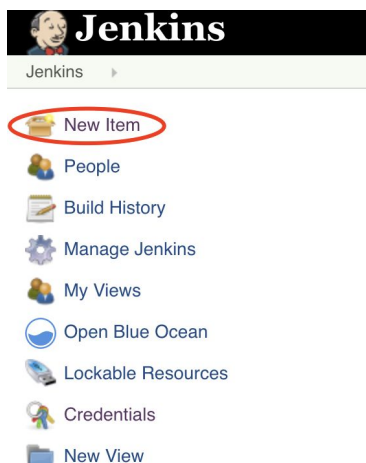 Jenkins
Jenkins
New Item
People
Build History
Manage Jenkins
My Views
Open Blue Ocean
Lockable Resources
Credentials
New View